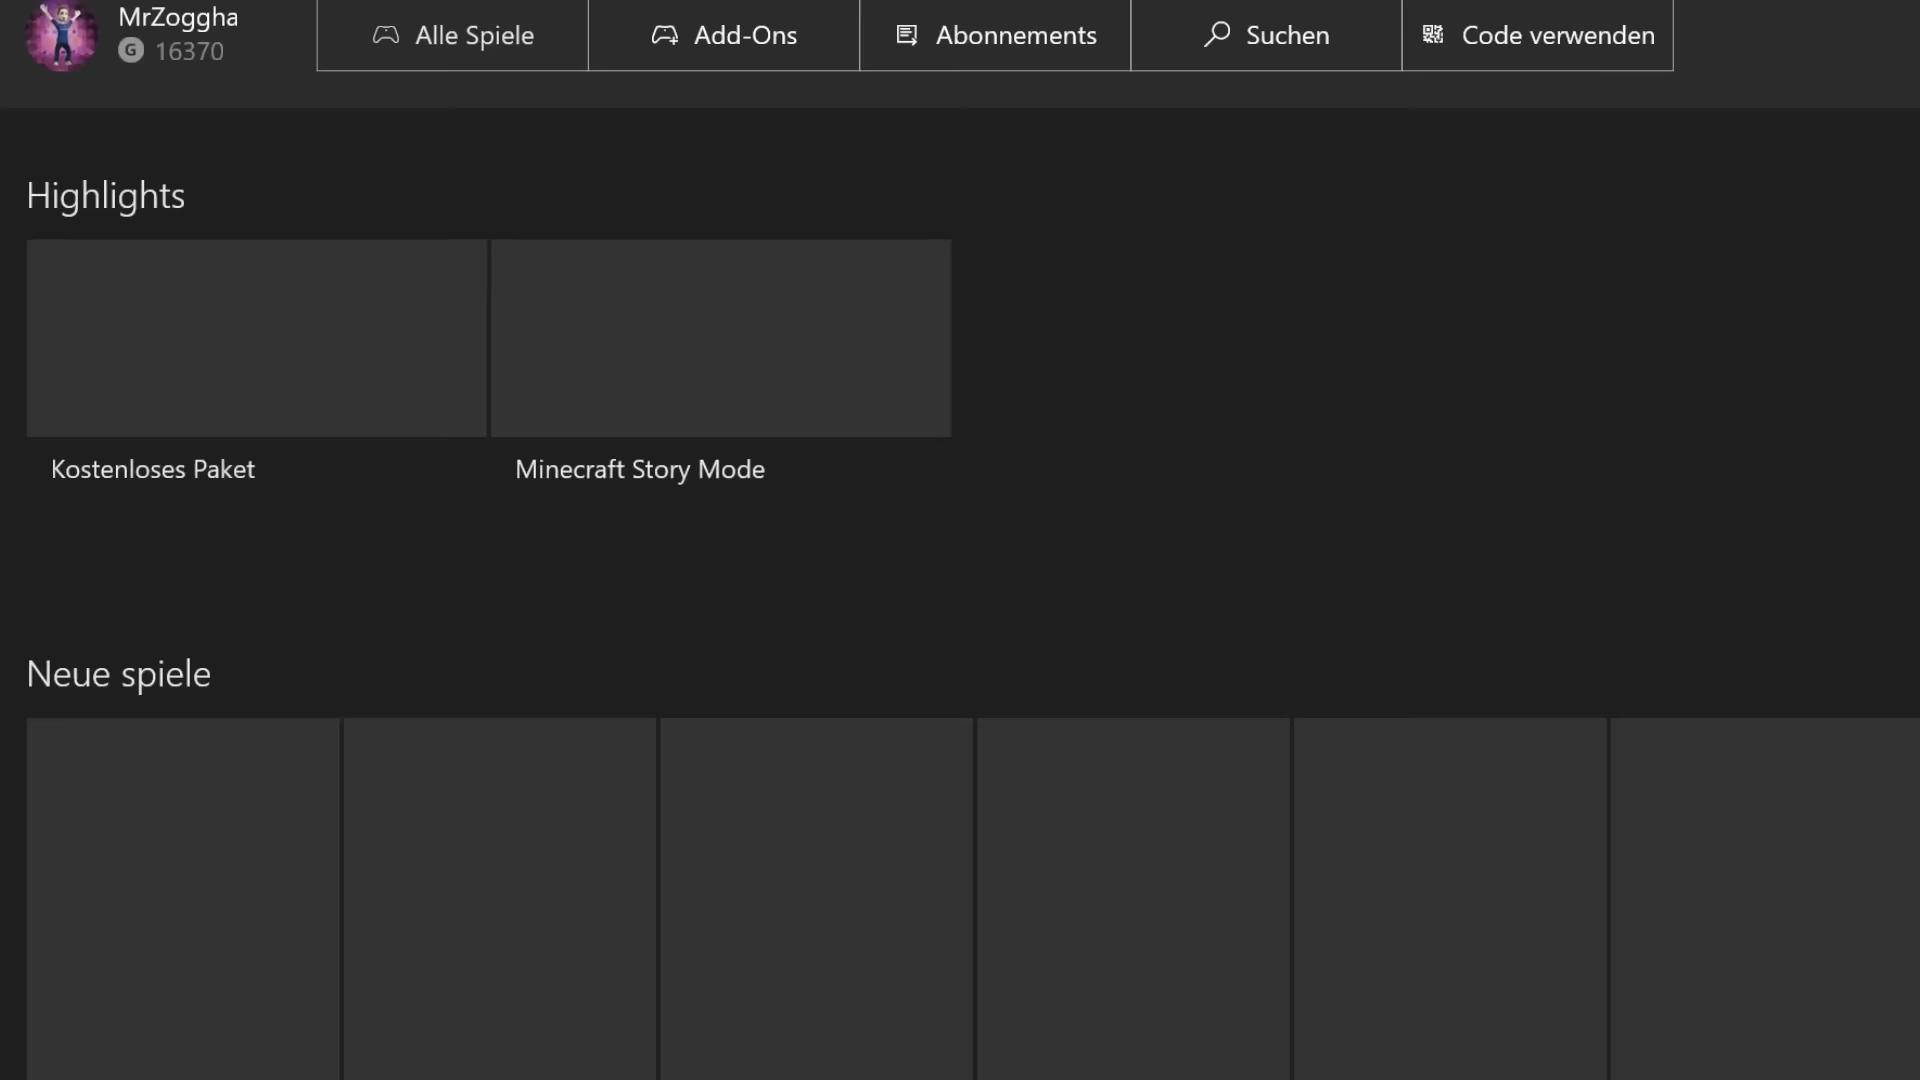 MrZoggha
G 16370
Alle Spiele
Add-Ons
Abonnements
Suchen
Code verwenden
Highlights
Kostenloses Paket
Minecraft Story Mode
Neue spiele